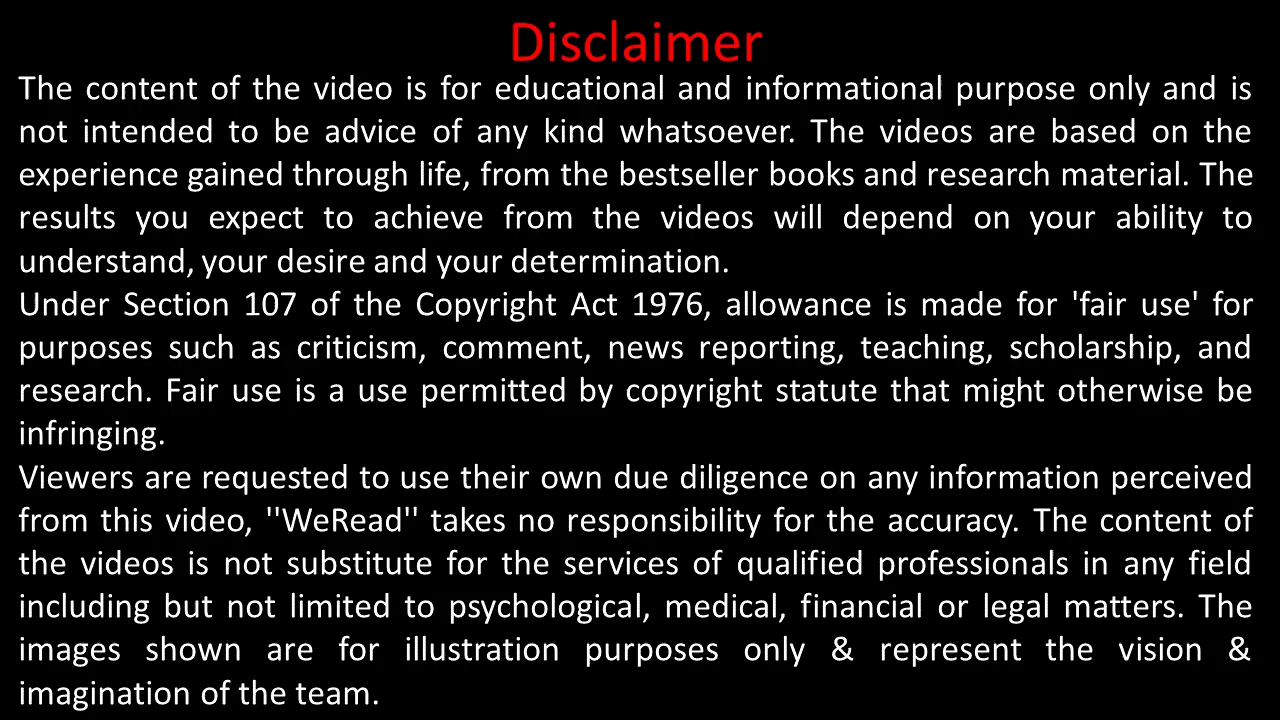 Disclaimer
The content of the video is for educational and informational purpose only and is
not intended to be advice of any kind whatsoever. The videos are based on the
experience gained through life, from the bestseller books and research material. The
results you expect to achieve from the videos will depend on your ability to
understand, your desire and your determination.
Under Section 107 of the Copyright Act 1976, allowance is made for 'fair use' for
purposes such as criticism, comment, news reporting, teaching, scholarship, and
research. Fair use is a use permitted by copyright statute that might otherwise be
infringing.
Viewers are requested to use their own due diligence on any information perceived
from this video, ''WeRead'' takes no responsibility for the accuracy. The content of
the videos is not substitute for the services of qualified professionals in any field
including but not limited to psychological, medical, financial or legal matters. The
images shown are for illustration purposes only & represent the vision &
imagination of the team.